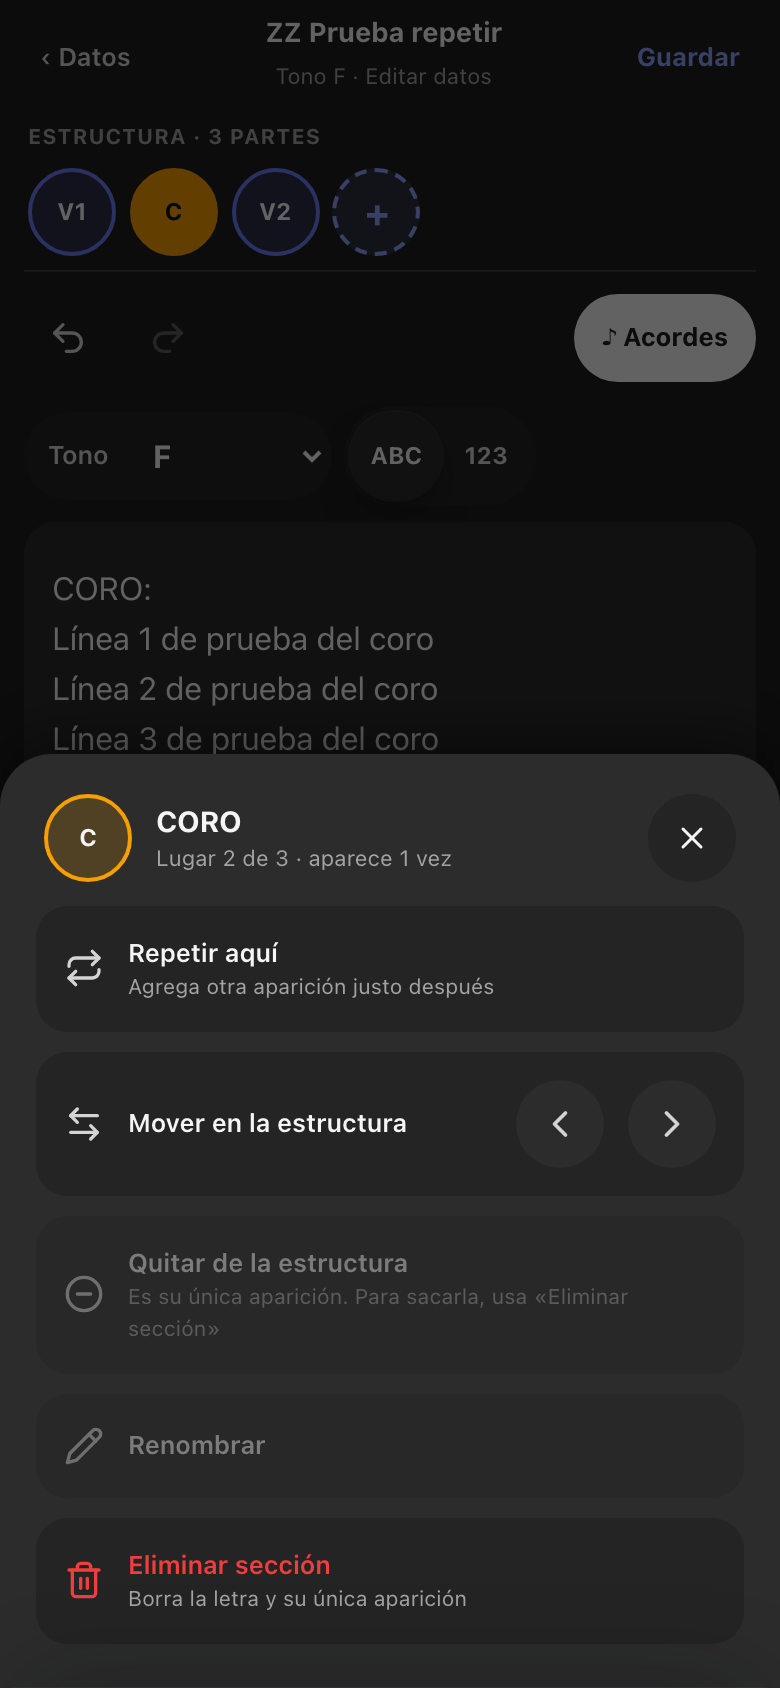 ZZ Prueba repetir
‹ Datos
Guardar
Tono F · Editar datos
ESTRUCTURA · 3 PARTES
V1 C V2 +
♪ Acordes
Tono F ABC 123
CORO:
Línea 1 de prueba del coro
Línea 2 de prueba del coro
Línea 3 de prueba del coro
C
CORO
Lugar 2 de 3 · aparece 1 vez
Repetir aquí
Agrega otra aparición justo después
Mover en la estructura
Quitar de la estructura
Es su única aparición. Para sacarla, usa «Eliminar
sección»
Renombrar
Eliminar sección
Borra la letra y su única aparición